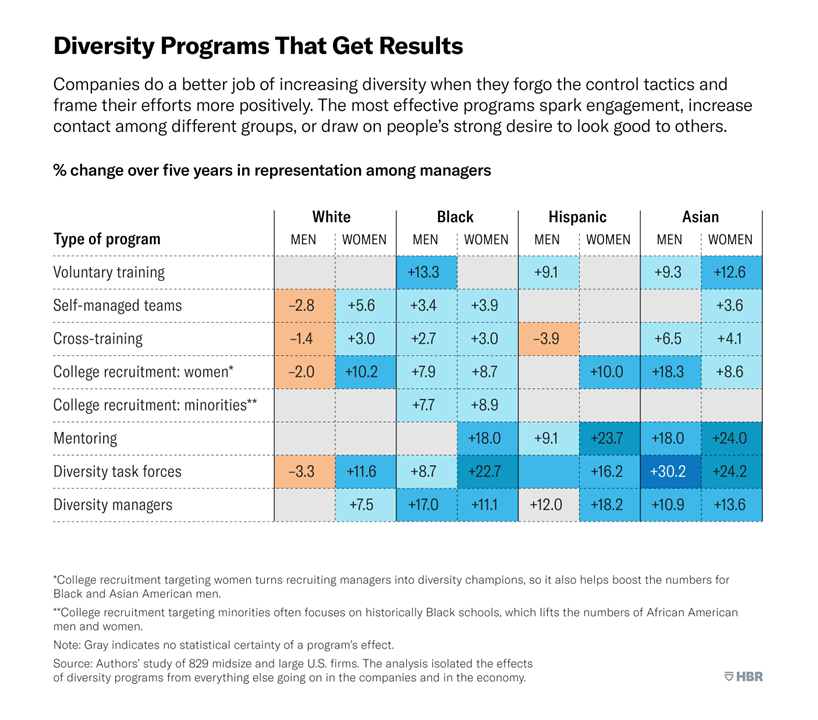 Diversity Programs That Get Results
Companies do a better job of increasing diversity when they forgo the control tactics and
frame their efforts more positively. The most effective programs spark engagement, increase
contact among different groups, or draw on people's strong desire to look good to others.
% change over five years in representation among managers
White Black Hispanic Asian
Type of program MEN WOMEN MEN WOMEN MEN WOMEN MEN WOMEN
Voluntary training +13.3 +9.1 +9.3 +12.6
Self-managed teams –2.8 +5.6 +3.4 +3.9 +3.6
Cross-training –1.4 +3.0 +2.7 +3.0 –3.9 +6.5 +4.1
College recruitment: women* –2.0 +10.2 +7.9 +8.7 +10.0 +18.3 +8.6
College recruitment: minorities** +7.7 +8.9
Mentoring +18.0 +9.1 +23.7 +18.0 +24.0
Diversity task forces –3.3 +11.6 +8.7 +22.7 +16.2 +30.2 +24.2
Diversity managers +7.5 +17.0 +11.1 +12.0 +18.2 +10.9 +13.6
*College recruitment targeting women turns recruiting managers into diversity champions, so it also helps boost the numbers for
Black and Asian American men.
**College recruitment targeting minorities often focuses on historically Black schools, which lifts the numbers of African American
men and women.
Note: Gray indicates no statistical certainty of a program's effect.
Source: Authors' study of 829 midsize and large U.S. firms. The analysis isolated the effects
of diversity programs from everything else going on in the companies and in the economy.
HBR